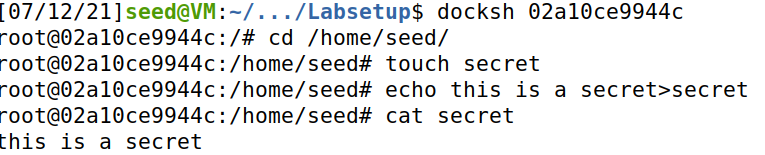 [07/12/21]seed@VM:~/.../Labsetup$ docksh 02a10ce9944c
root@02a10ce9944c:/# cd /home/seed/
root@02a10ce9944c:/home/seed# touch secret
root@02a10ce9944c:/home/seed# echo this is a secret>secret
root@02a10ce9944c:/home/seed# cat secret
this is a secret